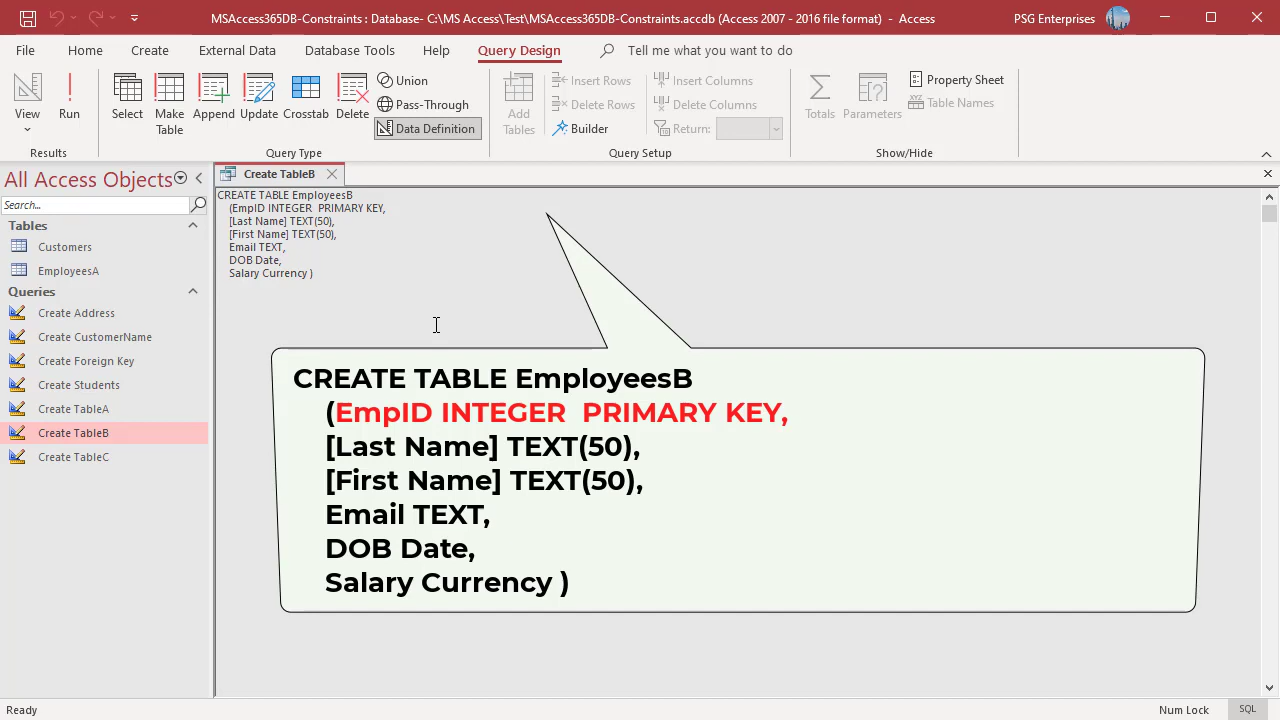 MSAccess365DB-Constraints : Database- C:\MS Access\Test\MSAccess365DB-Constraints.accdb (Access 2007 - 2016 file format) - Access
PSG Enterprises
File Home Create External Data Database Tools Help Query Design Tell me what you want to do
View
Run
Results
Select
Make Table
Append
Update
Crosstab
Delete
Union
Pass-Through
Data Definition
Query Type
Add Tables
Insert Rows
Delete Rows
Builder
Insert Columns
Delete Columns
Return:
Query Setup
Totals
Parameters
Property Sheet
XYZ Table Names
Show/Hide
All Access Objects
Search...
Tables
Customers
EmployeesA
Queries
Create Address
Create CustomerName
Create Foreign Key
Create Students
Create TableA
Create TableB
Create TableC
Create TableB
CREATE TABLE EmployeesB
(EmpID INTEGER  PRIMARY KEY,
[Last Name] TEXT(50),
[First Name] TEXT(50),
Email TEXT,
DOB Date,
Salary Currency )
CREATE TABLE EmployeesB
(EmpID INTEGER  PRIMARY KEY,
[Last Name] TEXT(50),
[First Name] TEXT(50),
Email TEXT,
DOB Date,
Salary Currency )
Ready
Num Lock
SQL